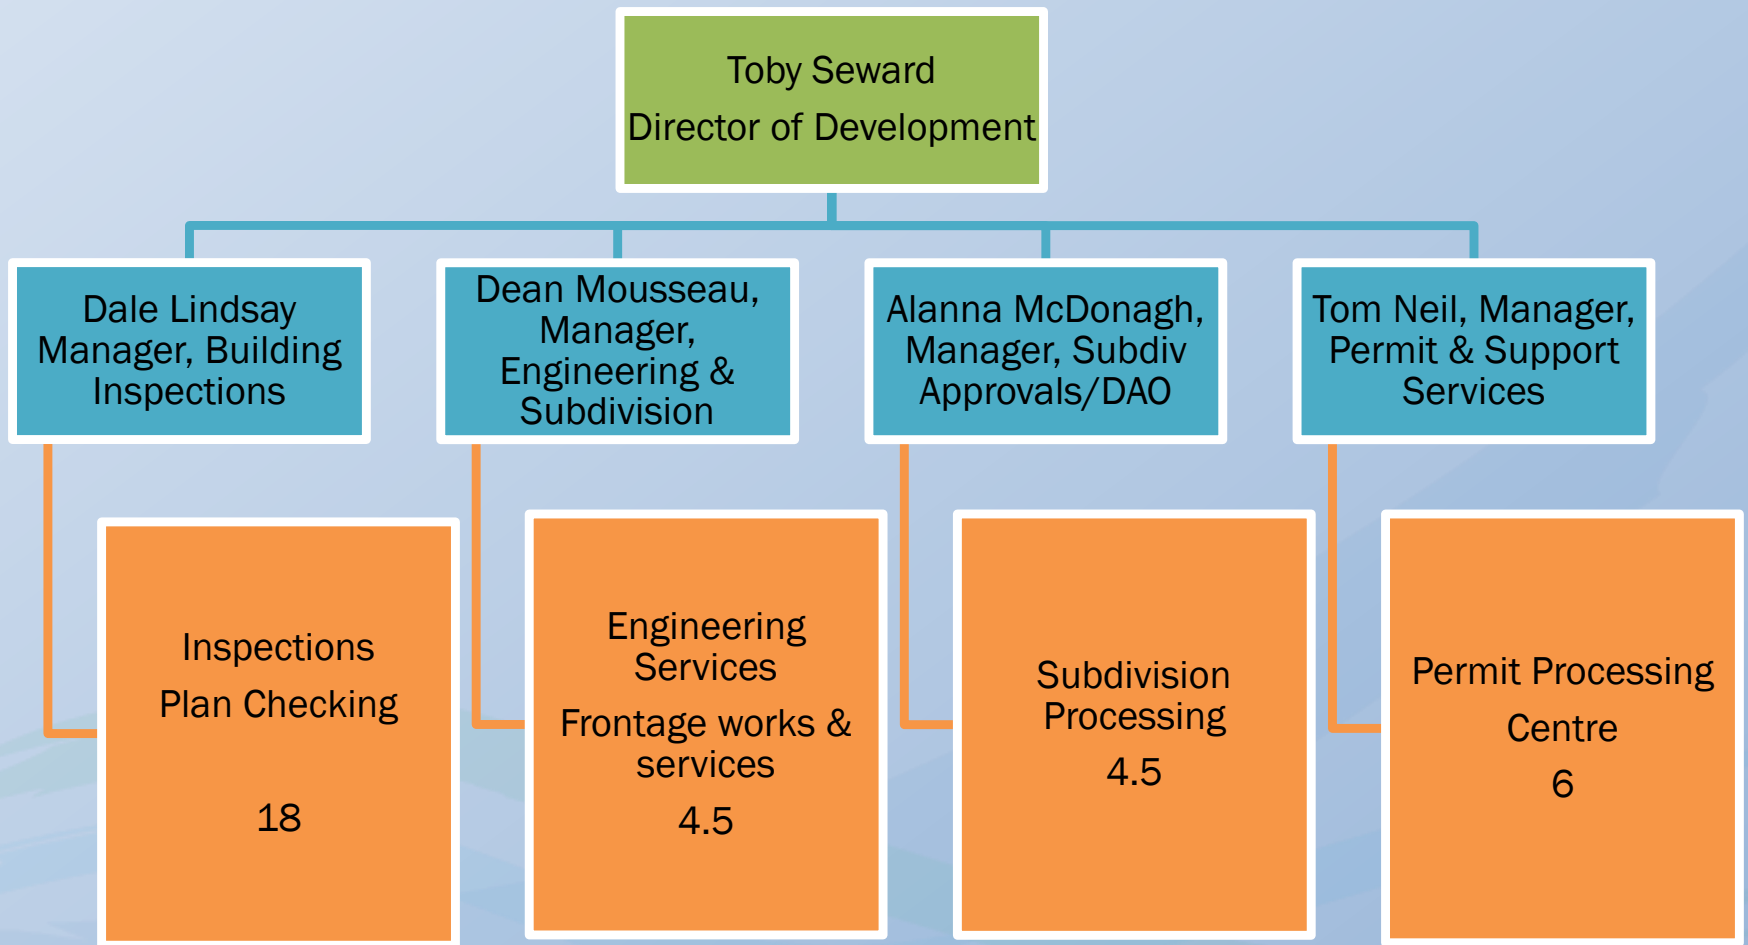 Toby Seward
Director of Development
Dale Lindsay
Manager, Building
Inspections
Dean Mousseau,
Manager,
Engineering &
Subdivision
Alanna McDonagh,
Manager, Subdiv
Approvals/DAO
Tom Neil, Manager,
Permit & Support
Services
Inspections
Plan Checking
18
Engineering
Services
Frontage works &
services
4.5
Subdivision
Processing
4.5
Permit Processing
Centre
6